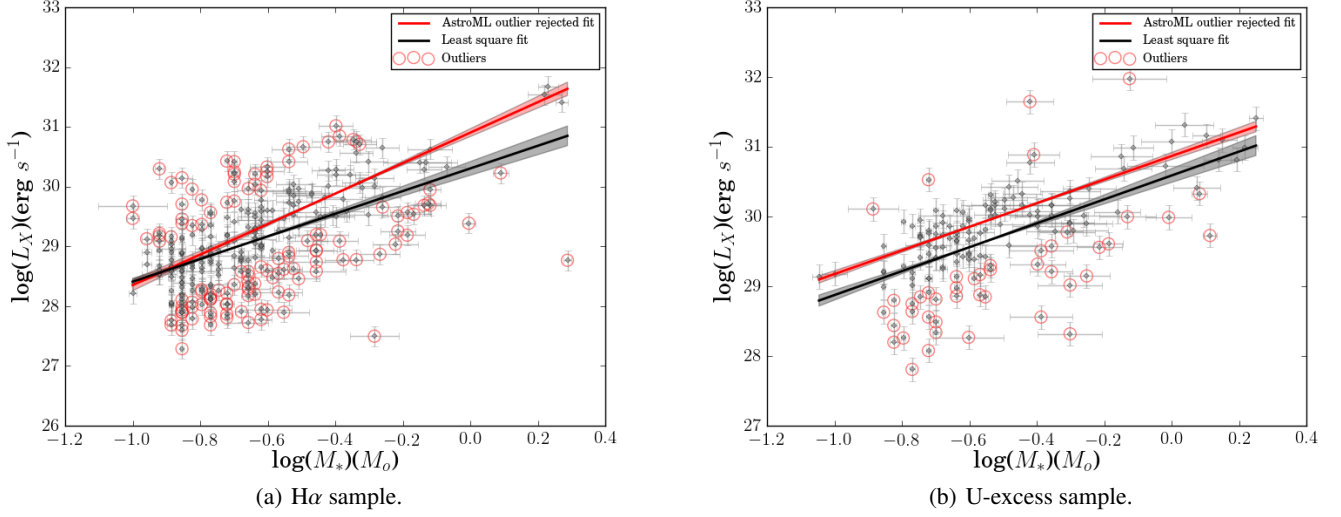 33
32
31
30
29
28
27
26
log(L_X)(erg s^{-1})
AstroML outlier rejected fit
Least square fit
Outliers
−1.2 −1.0 −0.8 −0.6 −0.4 −0.2 0.0 0.2 0.4
log(M_*)(M_o)
(a) Hα sample.
33
32
31
30
29
28
27
log(L_X)(erg s^{-1})
AstroML outlier rejected fit
Least square fit
Outliers
−1.2 −1.0 −0.8 −0.6 −0.4 −0.2 0.0 0.2 0.4
log(M_*)(M_o)
(b) U-excess sample.